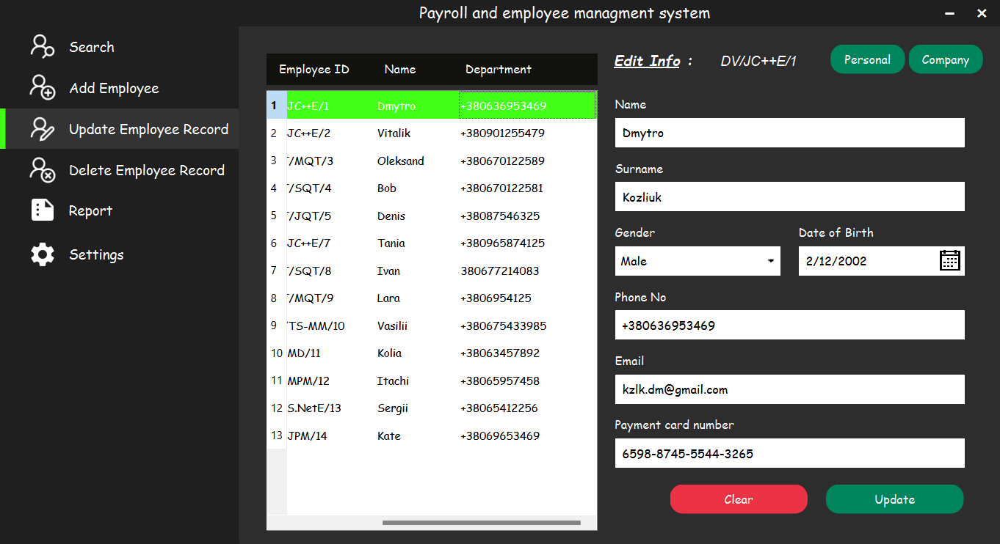 Payroll and employee managment system
Search
Add Employee
Update Employee Record
Delete Employee Record
Report
Settings
Employee ID Name Department
1 JC++E/1 Dmytro +380636953469
2 JC++E/2 Vitalik +380901255479
3 /MQT/3 Oleksand +380670122589
4 /SQT/4 Bob +380670122581
5 /JQT/5 Denis +38087546325
6 JC++E/7 Tania +380965874125
7 /SQT/8 Ivan 380677214083
8 /MQT/9 Lara +3806954125
9 TS-MM/10 Vasilii +380675433985
10 MD/11 Kolia +38063457892
11 MPM/12 Itachi +38065957458
12 S.NetE/13 Sergii +38065412256
13 JPM/14 Kate +38069653469
Edit Info : DV/JC++E/1 Personal Company
Name
Dmytro
Surname
Kozliuk
Gender Date of Birth
Male 2/12/2002
Phone No
+380636953469
Email
kzlk.dm@gmail.com
Payment card number
6598-8745-5544-3265
Clear Update